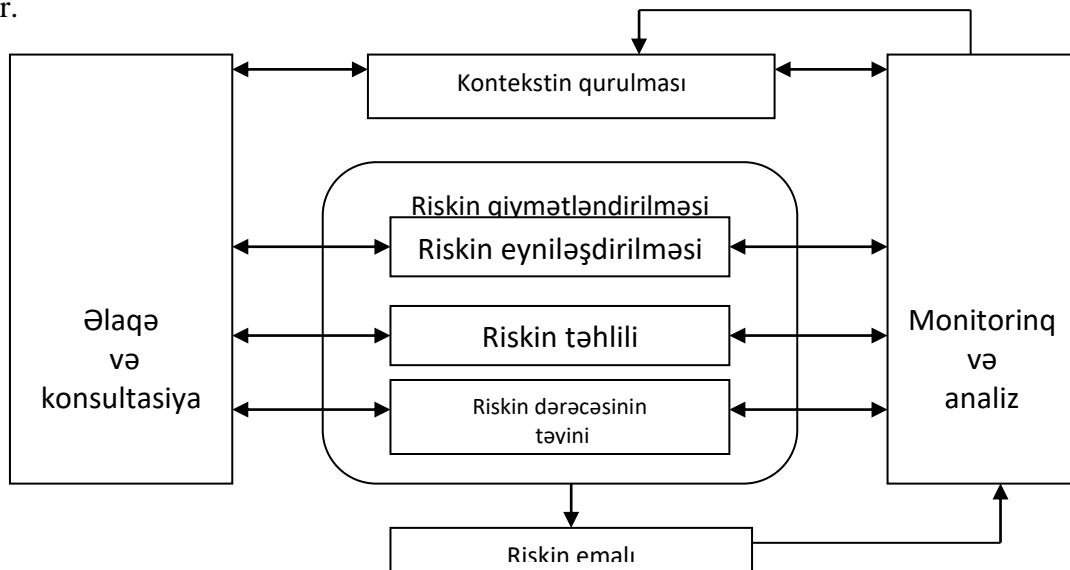 r.
Kontekstin qurulması
Riskin qiymətləndirilməsi
Riskin eyniləşdirilməsi
Əlaqə
və
konsultasiya
Riskin təhlili
Monitorinq
və
analiz
Riskin dərəcəsinin
təyini
Riskin emalı